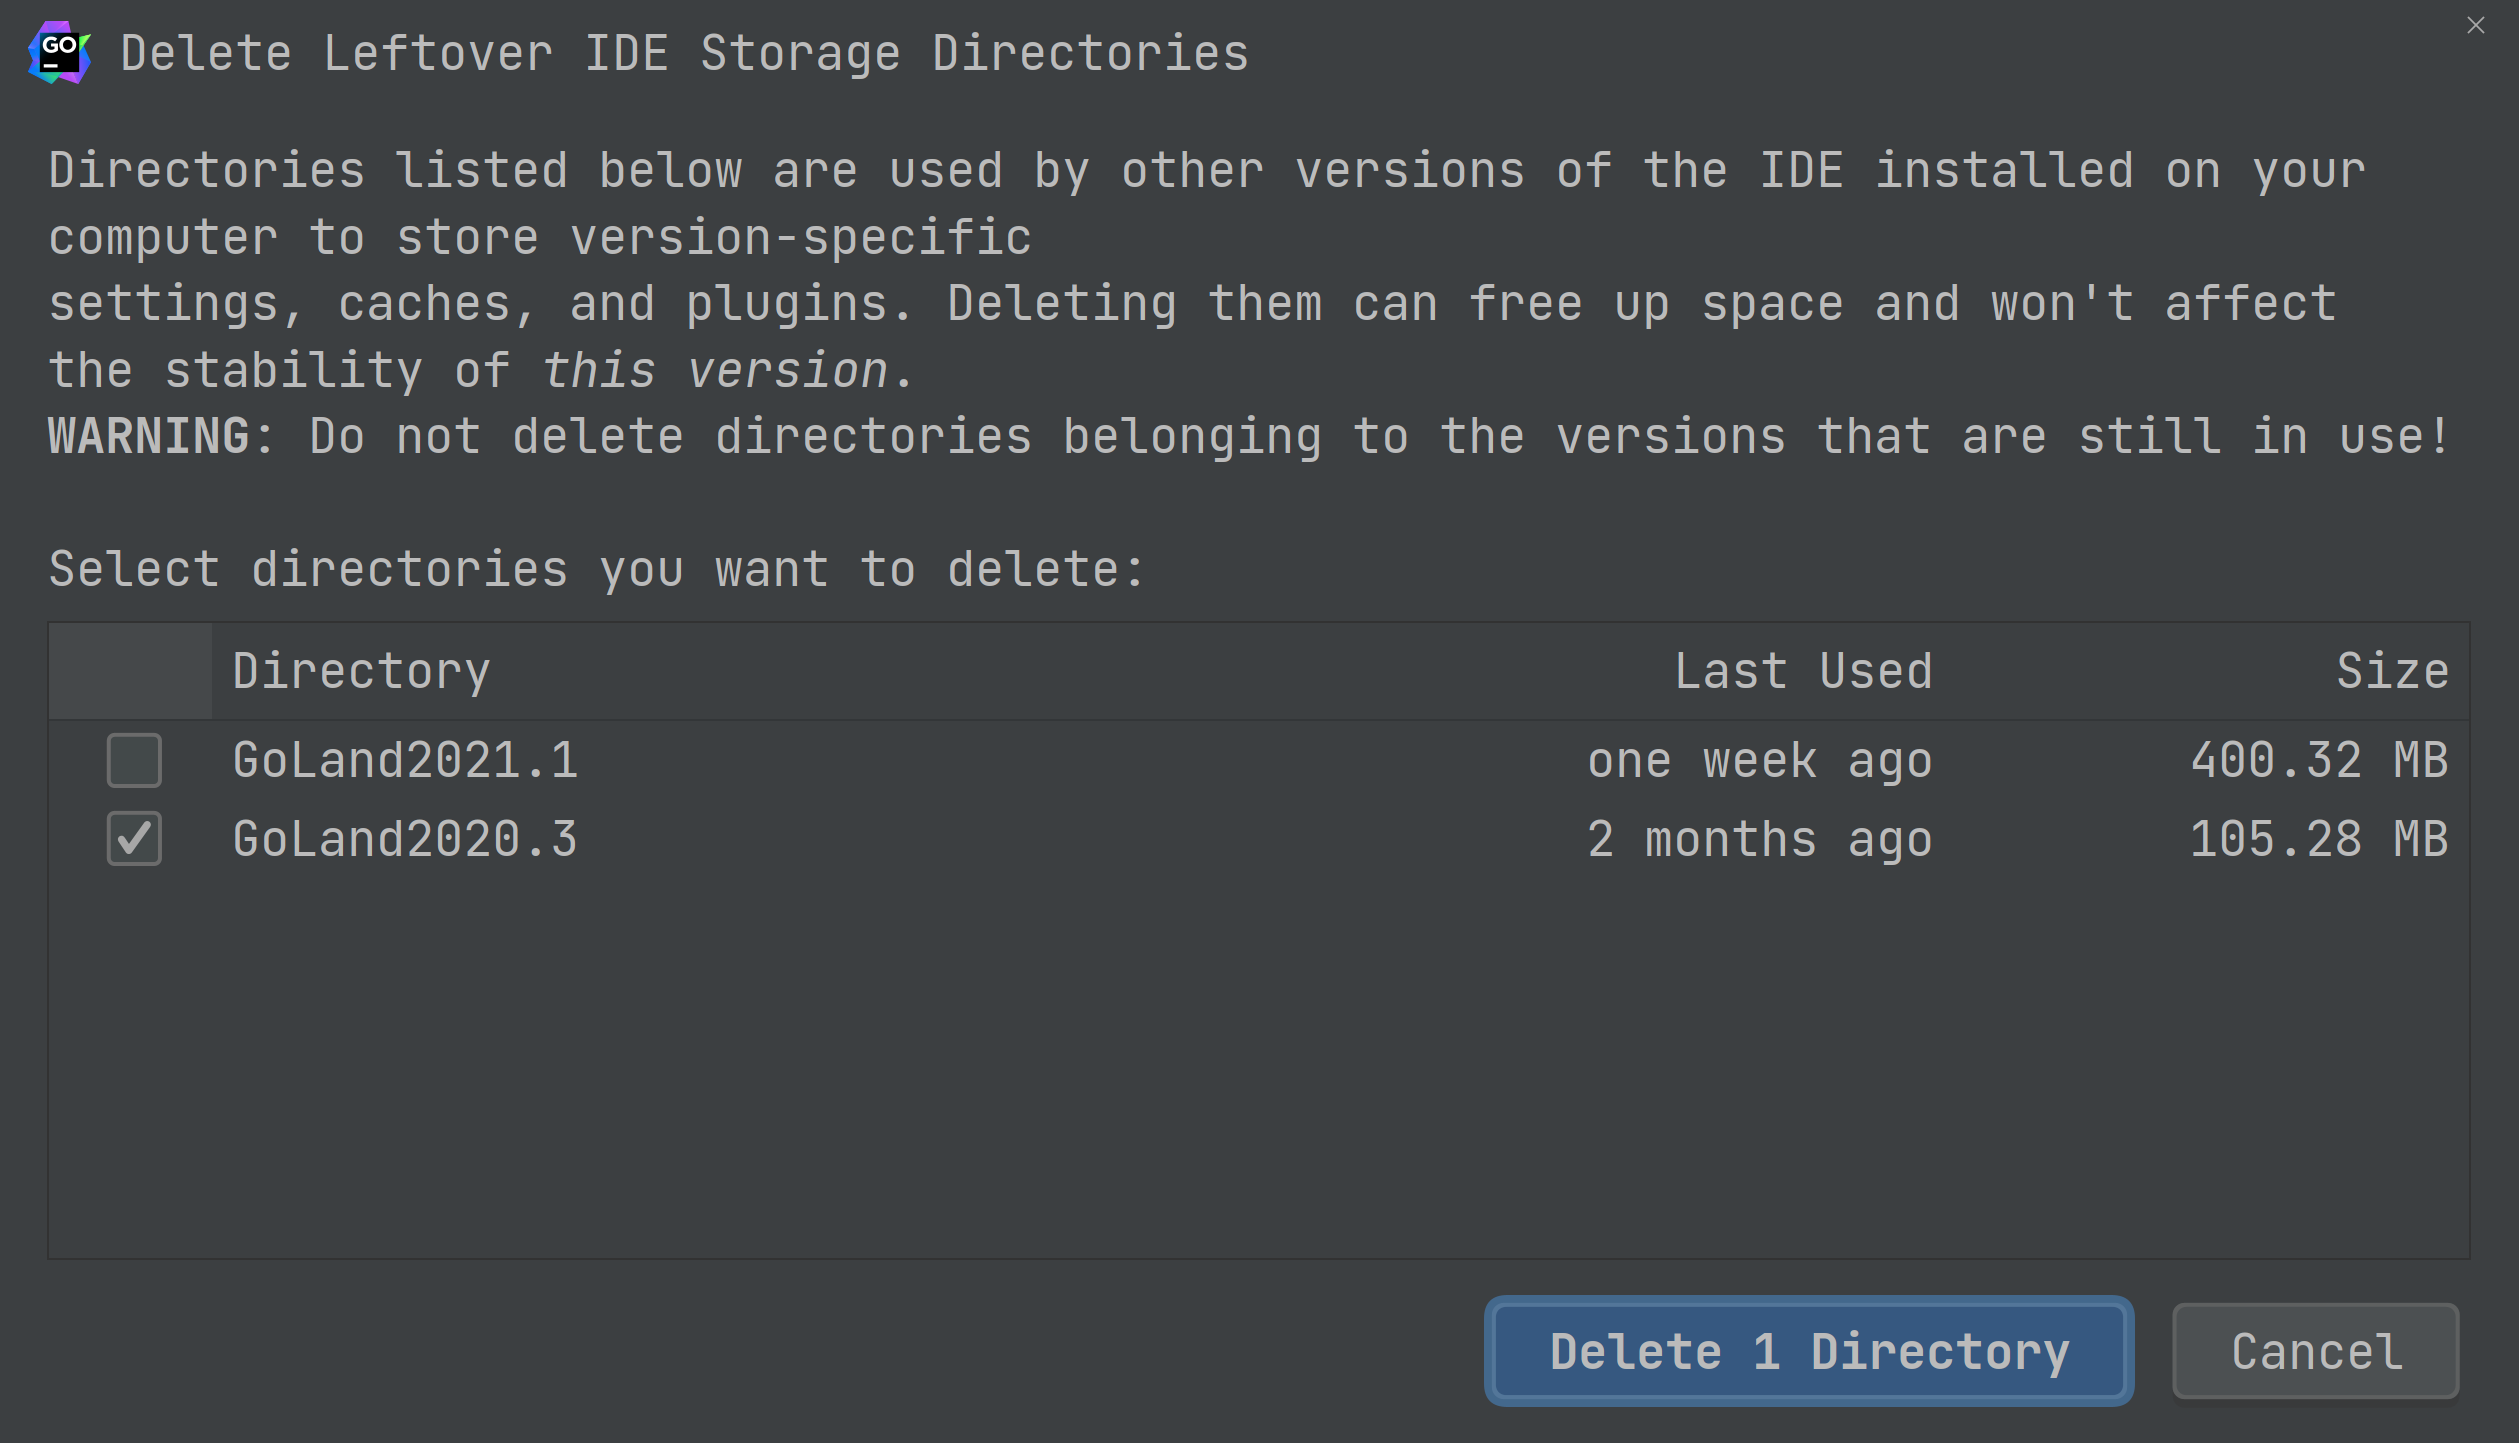 GO
Delete Leftover IDE Storage Directories
Directories listed below are used by other versions of the IDE installed on your
computer to store version-specific
settings, caches, and plugins. Deleting them can free up space and won't affect
the stability of this version.
WARNING: Do not delete directories belonging to the versions that are still in use!
Select directories you want to delete:
Directory Last Used Size
GoLand2021.1 one week ago 400.32 MB
GoLand2020.3 2 months ago 105.28 MB
Delete 1 Directory Cancel